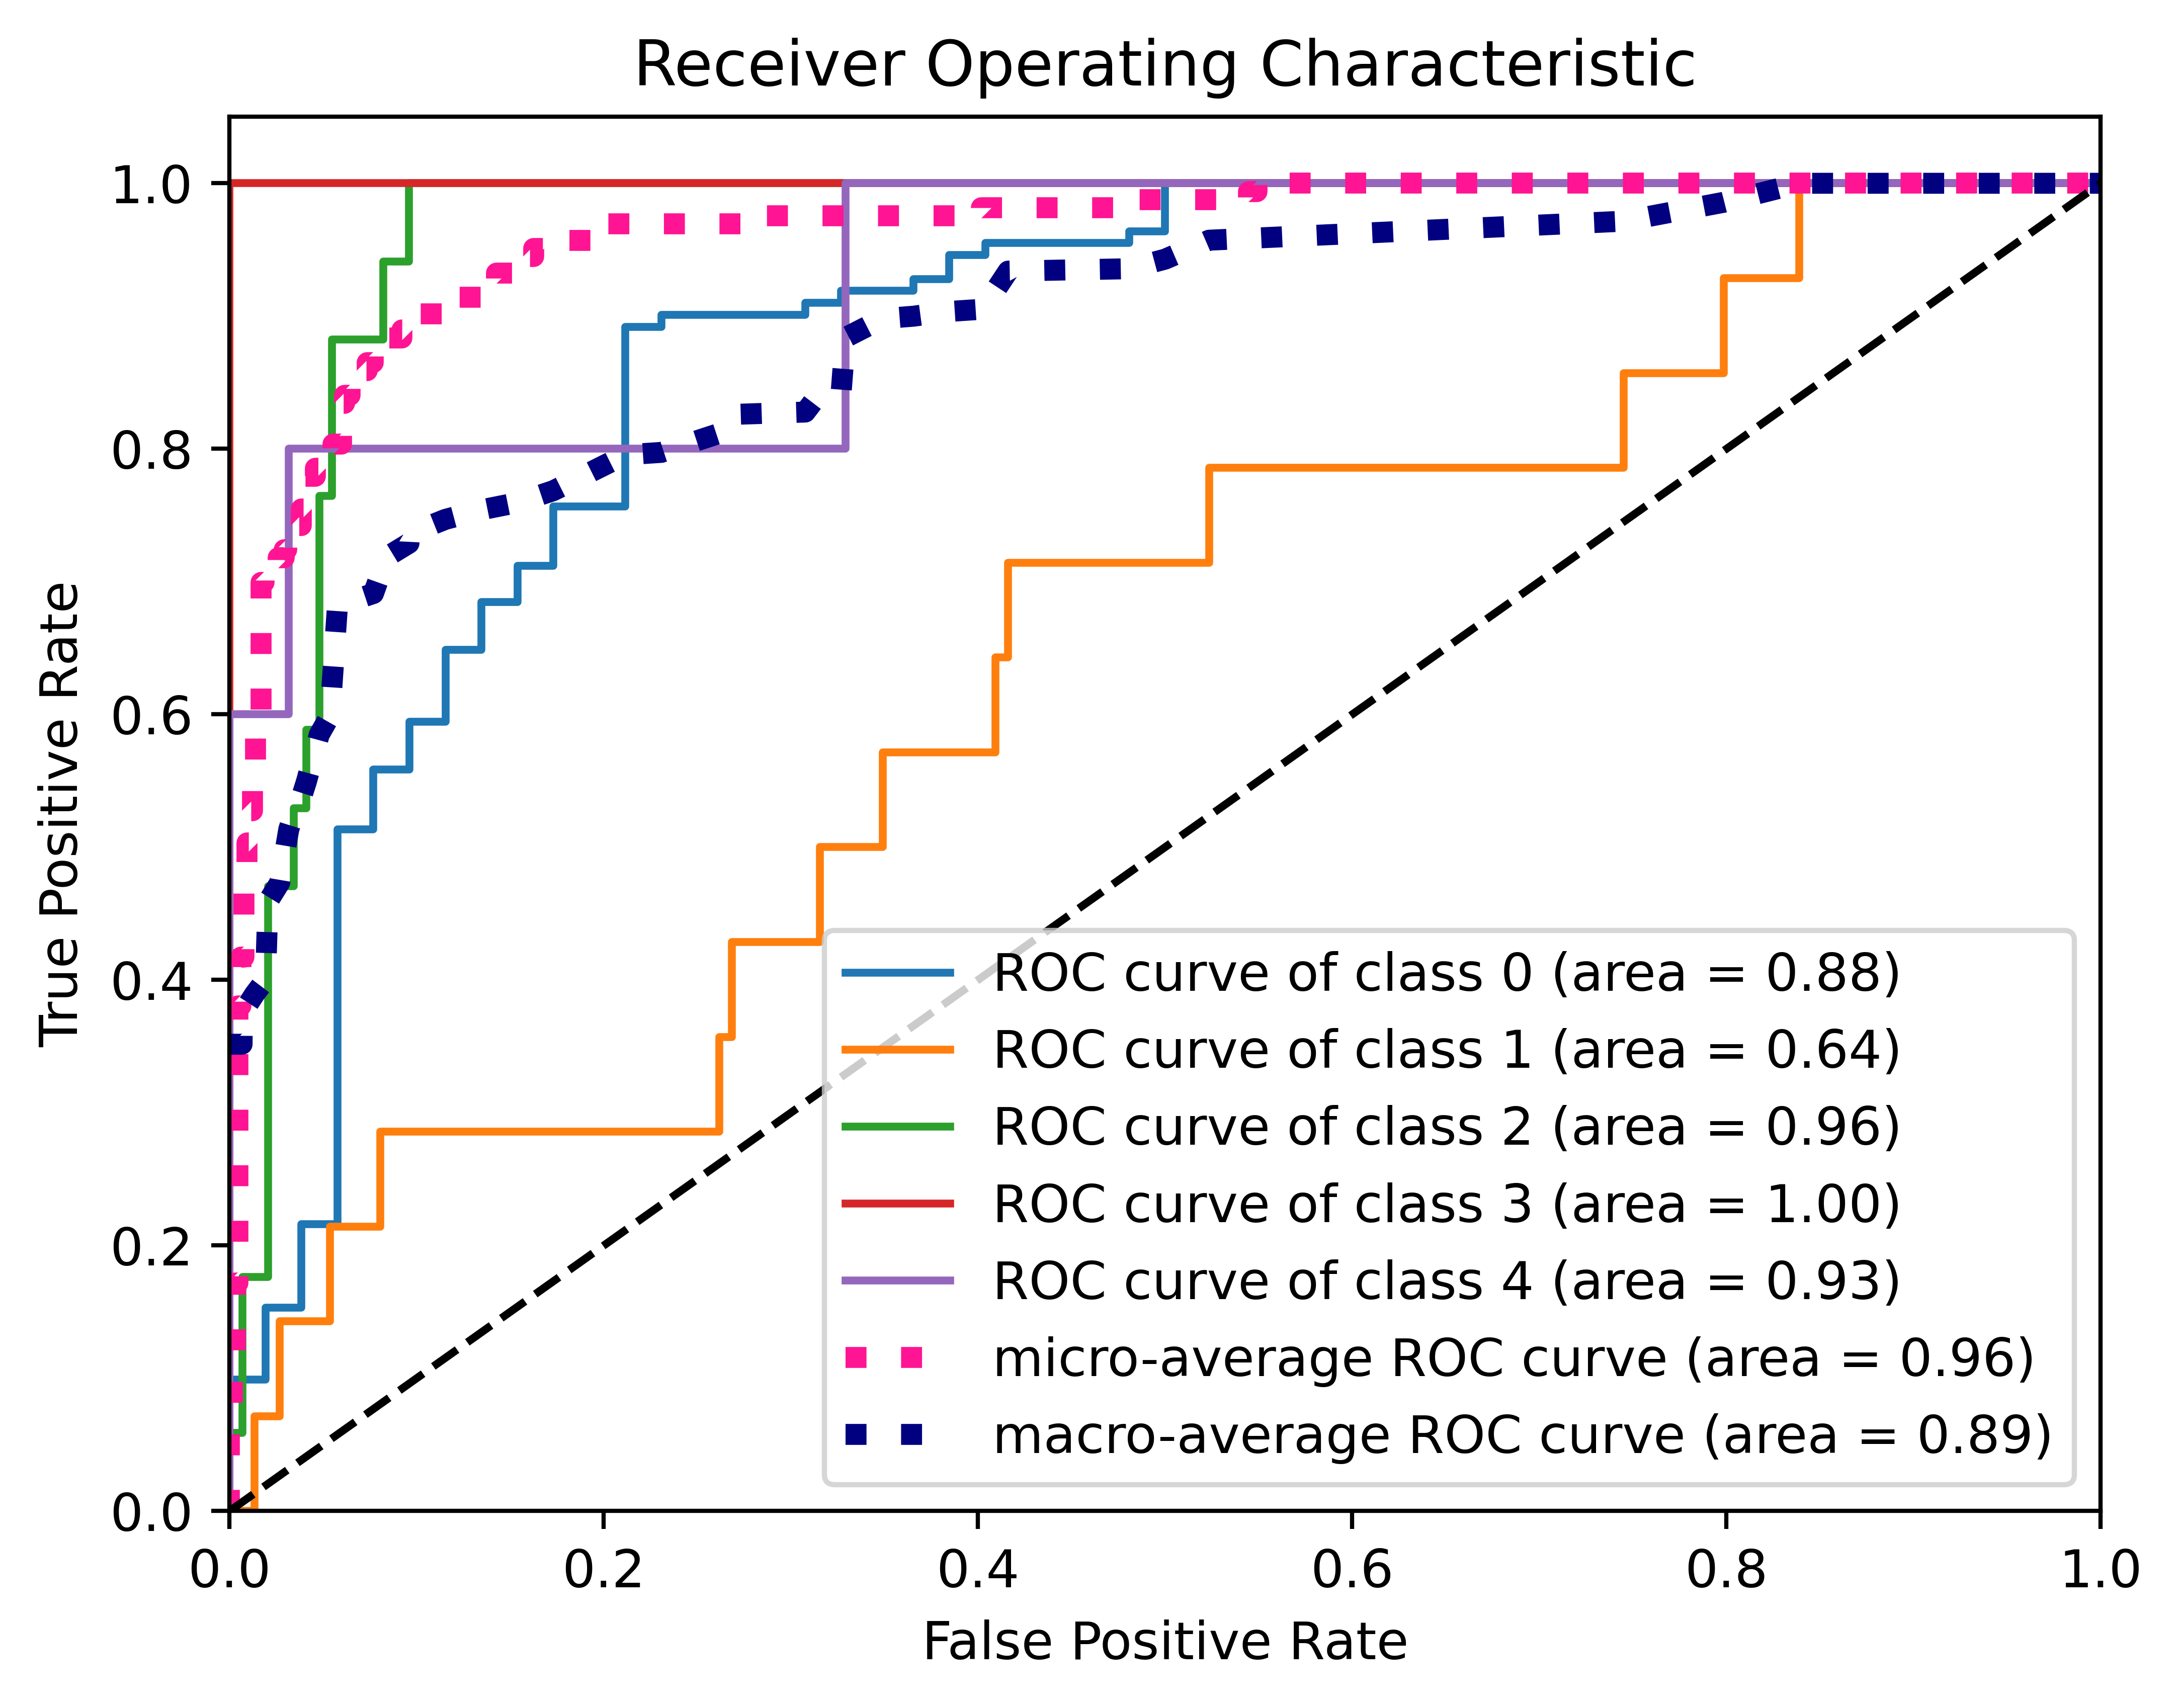 Receiver Operating Characteristic
True Positive Rate
1.0
0.8
0.6
0.4
0.2
0.0
ROC curve of class 0 (area = 0.88)
ROC curve of class 1 (area = 0.64)
ROC curve of class 2 (area = 0.96)
ROC curve of class 3 (area = 1.00)
ROC curve of class 4 (area = 0.93)
micro-average ROC curve (area = 0.96)
macro-average ROC curve (area = 0.89)
0.0 0.2 0.4 0.6 0.8 1.0
False Positive Rate